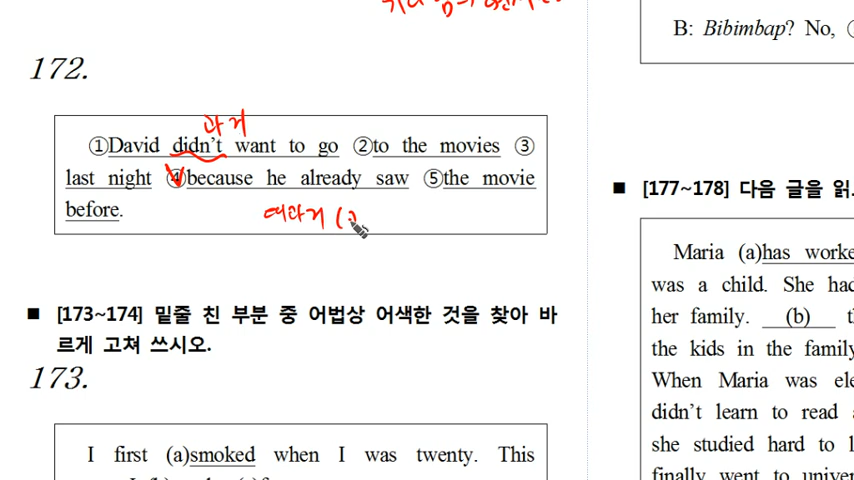 172.
과거
①David didn't want to go ②to the movies ③
last night ④because he already saw ⑤the movie
before.
■ [173~174] 밑줄 친 부분 중 어법상 어색한 것을 찾아 바
르게 고쳐 쓰시오.
173.
I first (a)smoked when I was twenty. This
B: Bibimbap? No,
■ [177~178] 다음 글을 읽
Maria (a)has worke
was a child. She had
her family. (b)
the kids in the family
When Maria was ele
didn't learn to read
she studied hard to l
finally went to univer